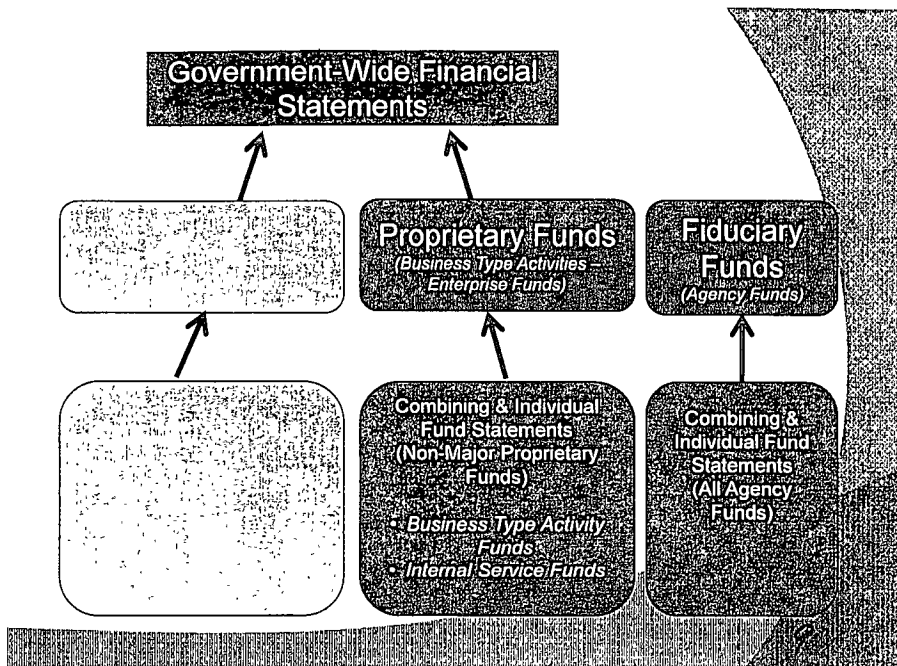 Government-Wide Financial
Statements
Proprietary Funds
(Business Type Activities –
Enterprise Funds)
Fiduciary
Funds
(Agency Funds)
Combining & Individual
Fund Statements
(Non-Major Proprietary
Funds)
• Business Type Activity
Funds
• Internal Service Funds
Combining &
Individual Fund
Statements
(All Agency
Funds)